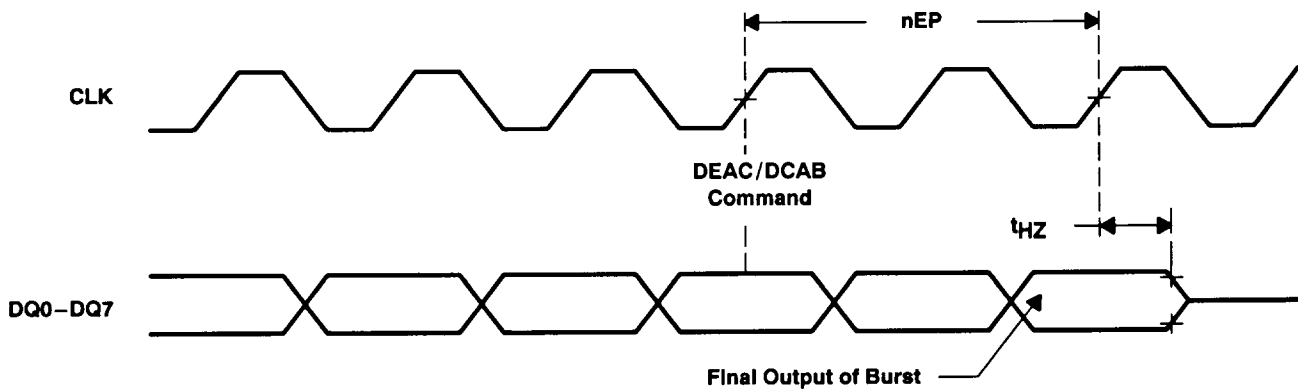 nEP
CLK
DEAC/DCAB
Command
tHZ
DQ0–DQ7
Final Output of Burst